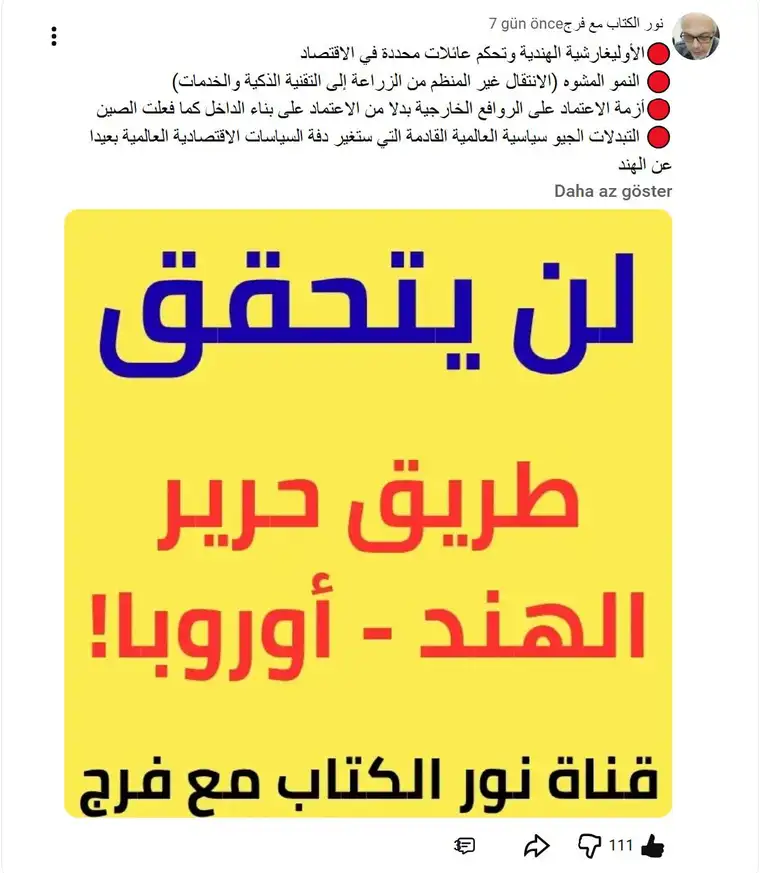 نور الكتاب مع فرج 7 gün önce
🔴الأوليغارشية الهندية وتحكم عائلات محددة في الاقتصاد
🔴 النمو المشوه (الانتقال غير المنظم من الزراعة إلى التقنية الذكية والخدمات)
🔴أزمة الاعتماد على الروافع الخارجية بدلا من الاعتماد على بناء الداخل كما فعلت الصين
🔴 التبدلات الجيو سياسية العالمية القادمة التي ستغير دفة السياسات الاقتصادية العالمية بعيدا
عن الهند
Daha az göster
لن يتحقق
طريق حرير
الهند - أوروبا!
قناة نور الكتاب مع فرج
111